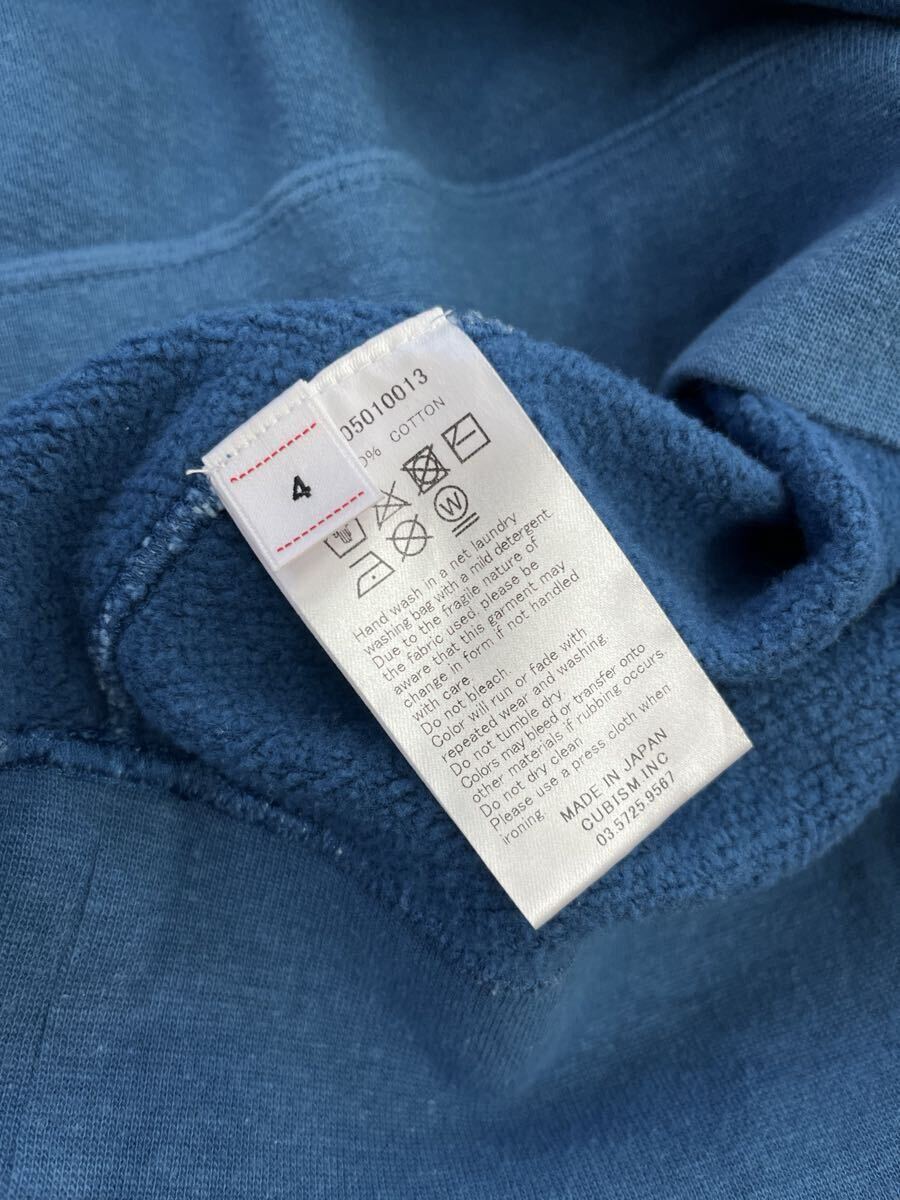 4
05010013
0% COTTON
W
Hand wash in a net laundry
washing bag with a mild detergent
Due to the fragile nature of
the fabric used, please be
aware that this garment may
change in form if not handled
with care
Do not bleach.
Color will run or fade with
repeated wear and washing
Do not tumble dry.
Colors may bleed or transfer onto
other materials if rubbing occurs.
Do not dry clean
Please use a press cloth when
ironing.
MADE IN JAPAN
CUBISM.INC
03.5725.9567